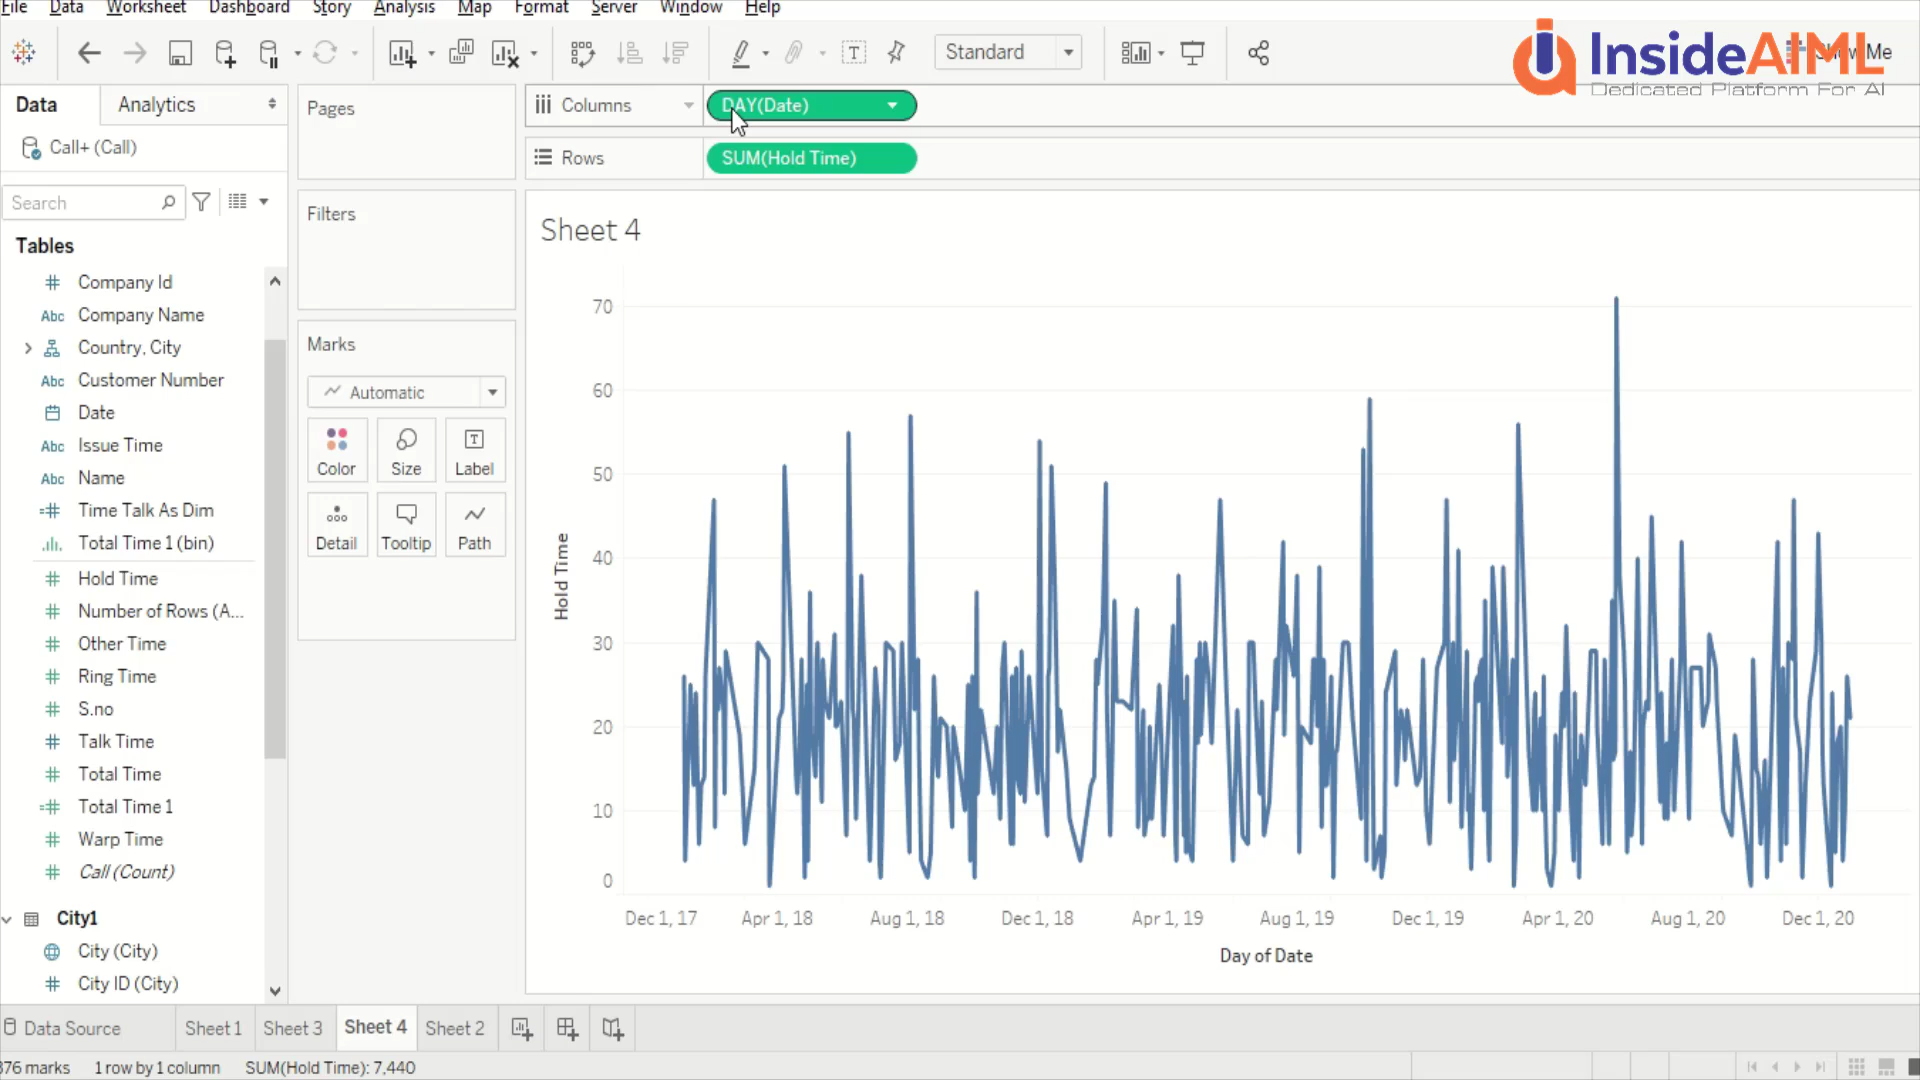 File Data Worksheet Dashboard Story Analysis Map Format Server Window Help
Standard
Show Me
InsideAIML
Dedicated Platform For AI
Data
Analytics
Pages
Columns
DAY(Date)
Call+ (Call)
Rows
SUM(Hold Time)
Search
Filters
Sheet 4
Tables
Company Id
Company Name
Country, City
Customer Number
Date
Issue Time
Name
Time Talk As Dim
Total Time 1 (bin)
Hold Time
Number of Rows (A...
Other Time
Ring Time
S.no
Talk Time
Total Time
Total Time 1
Warp Time
Call (Count)
City1
City (City)
City ID (City)
Marks
Automatic
Color
Size
Label
Detail
Tooltip
Path
Hold Time
70
60
50
40
30
20
10
0
Dec 1, 17
Apr 1, 18
Aug 1, 18
Dec 1, 18
Apr 1, 19
Aug 1, 19
Dec 1, 19
Apr 1, 20
Aug 1, 20
Dec 1, 20
Day of Date
Data Source
Sheet 1
Sheet 3
Sheet 4
Sheet 2
376 marks
1 row by 1 column
SUM(Hold Time): 7,440